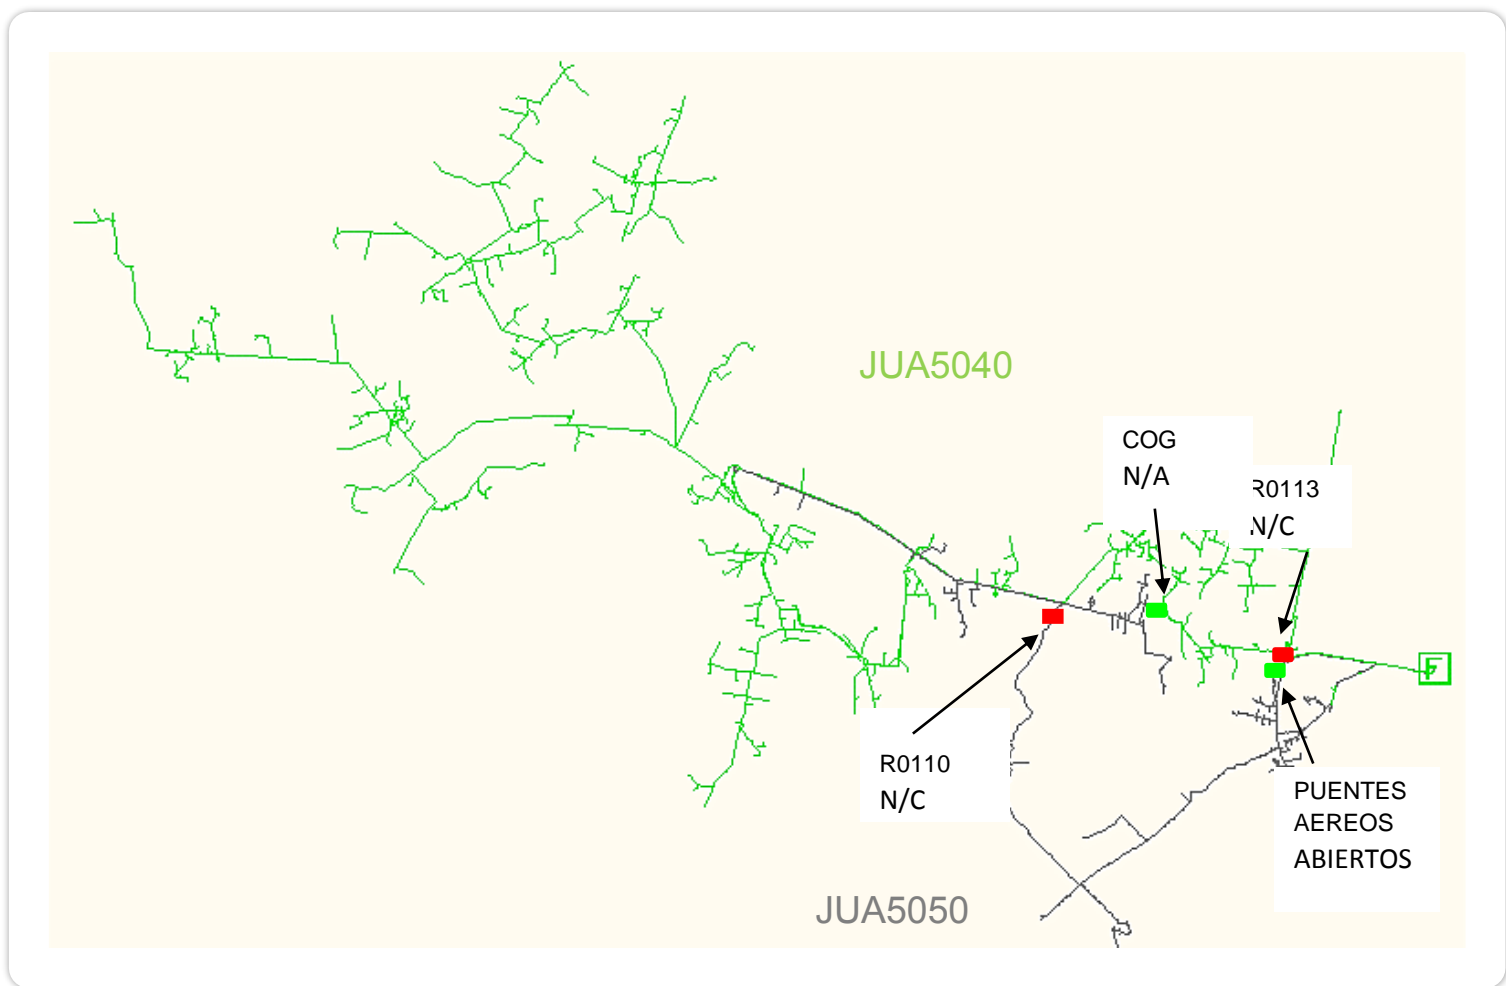 JUA5040
COG
N/A
R0113
N/C
R0110
N/C
PUENTES
AEREOS
ABIERTOS
JUA5050